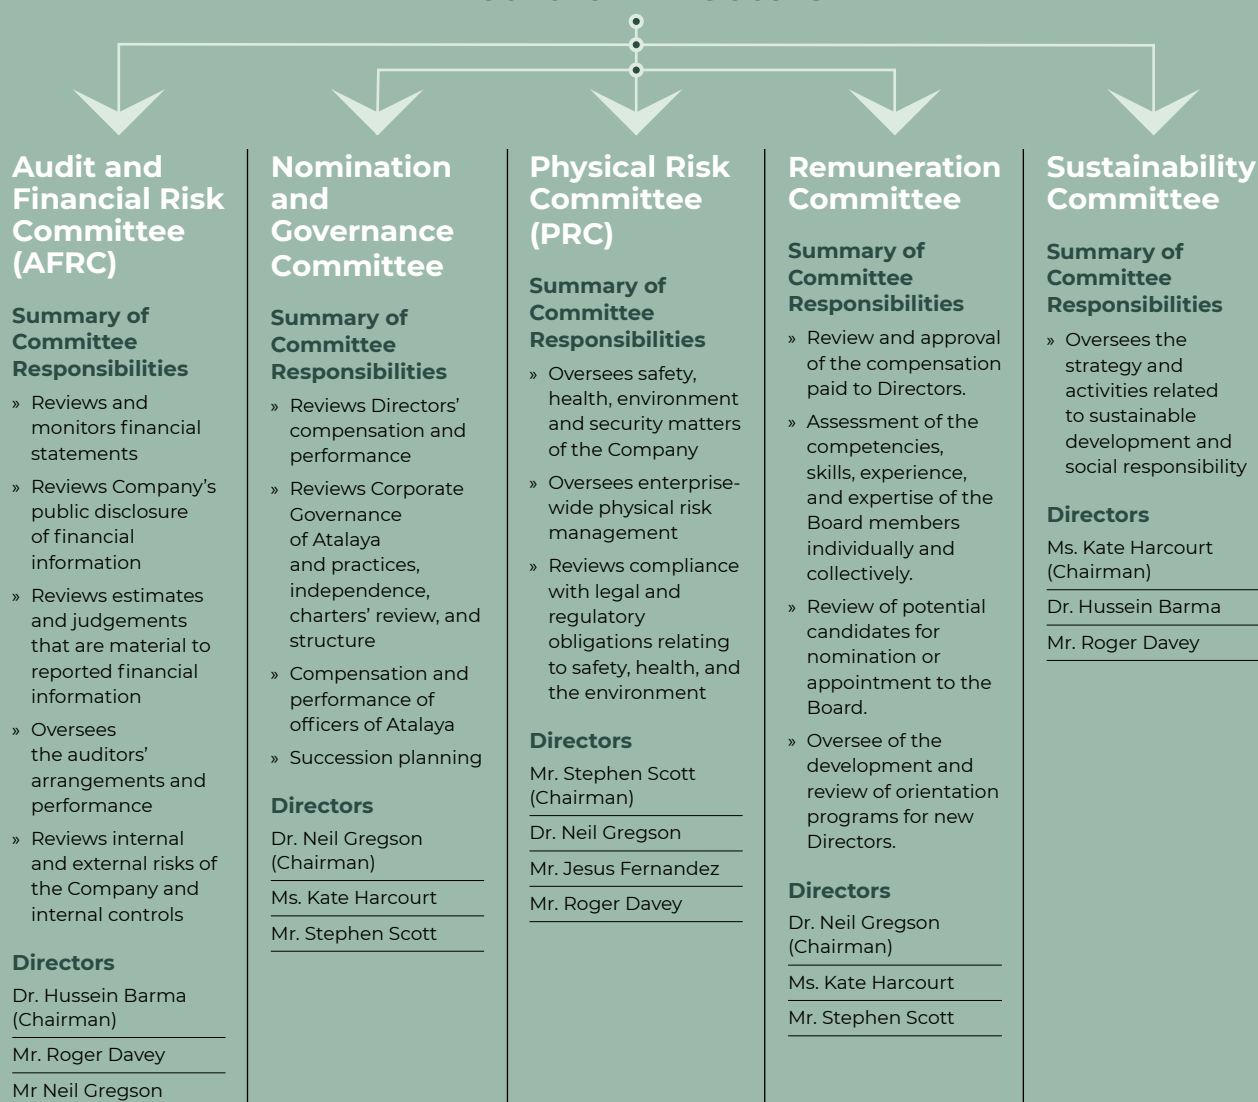 Audit and
Financial Risk
Committee
(AFRC)
Summary of
Committee
Responsibilities
» Reviews and
monitors financial
statements
» Reviews Company’s
public disclosure
of financial
information
» Reviews estimates
and judgements
that are material to
reported financial
information
» Oversees
the auditors’
arrangements and
performance
» Reviews internal
and external risks of
the Company and
internal controls
Directors
Dr. Hussein Barma
(Chairman)
Mr. Roger Davey
Mr Neil Gregson
Nomination
and
Governance
Committee
Summary of
Committee
Responsibilities
» Reviews Directors’
compensation and
performance
» Reviews Corporate
Governance
of Atalaya
and practices,
independence,
charters’ review, and
structure
» Compensation and
performance of
officers of Atalaya
» Succession planning
Directors
Dr. Neil Gregson
(Chairman)
Ms. Kate Harcourt
Mr. Stephen Scott
Physical Risk
Committee
(PRC)
Summary of
Committee
Responsibilities
» Oversees safety,
health, environment
and security matters
of the Company
» Oversees enterprise-
wide physical risk
management
» Reviews compliance
with legal and
regulatory
obligations relating
to safety, health, and
the environment
Directors
Mr. Stephen Scott
(Chairman)
Dr. Neil Gregson
Mr. Jesus Fernandez
Mr. Roger Davey
Remuneration
Committee
Summary of
Committee
Responsibilities
» Review and approval
of the compensation
paid to Directors.
» Assessment of the
competencies,
skills, experience,
and expertise of the
Board members
individually and
collectively.
» Review of potential
candidates for
nomination or
appointment to the
Board.
» Oversee of the
development and
review of orientation
programs for new
Directors.
Directors
Dr. Neil Gregson
(Chairman)
Ms. Kate Harcourt
Mr. Stephen Scott
Sustainability
Committee
Summary of
Committee
Responsibilities
» Oversees the
strategy and
activities related
to sustainable
development and
social responsibility
Directors
Ms. Kate Harcourt
(Chairman)
Dr. Hussein Barma
Mr. Roger Davey